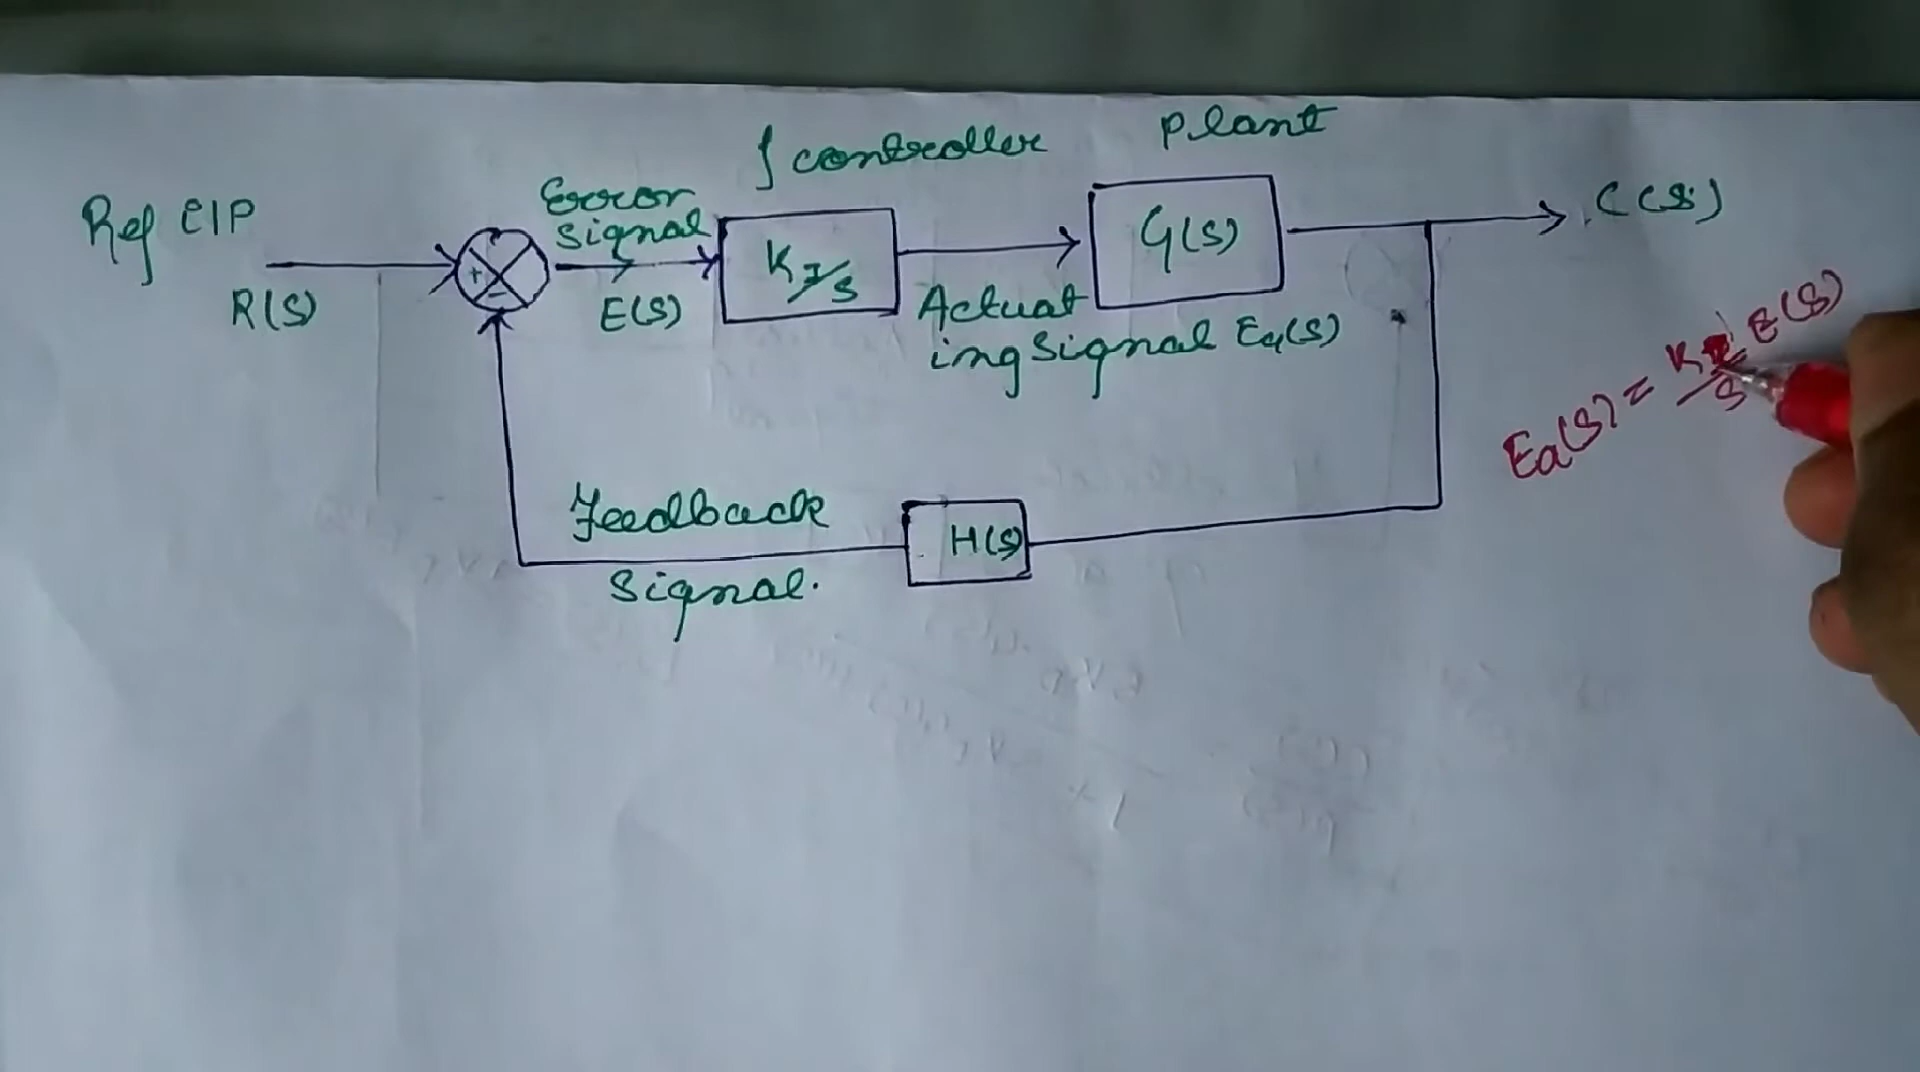 ∫ controller
Plant
Ref I/P
R(S)
+
-
Error
signal
E(S)
K I/S
Actuat
ing signal Ea(S)
G(S)
C(S)
Ea(S) = KI/S E(S)
Feedback
Signal.
H(S)